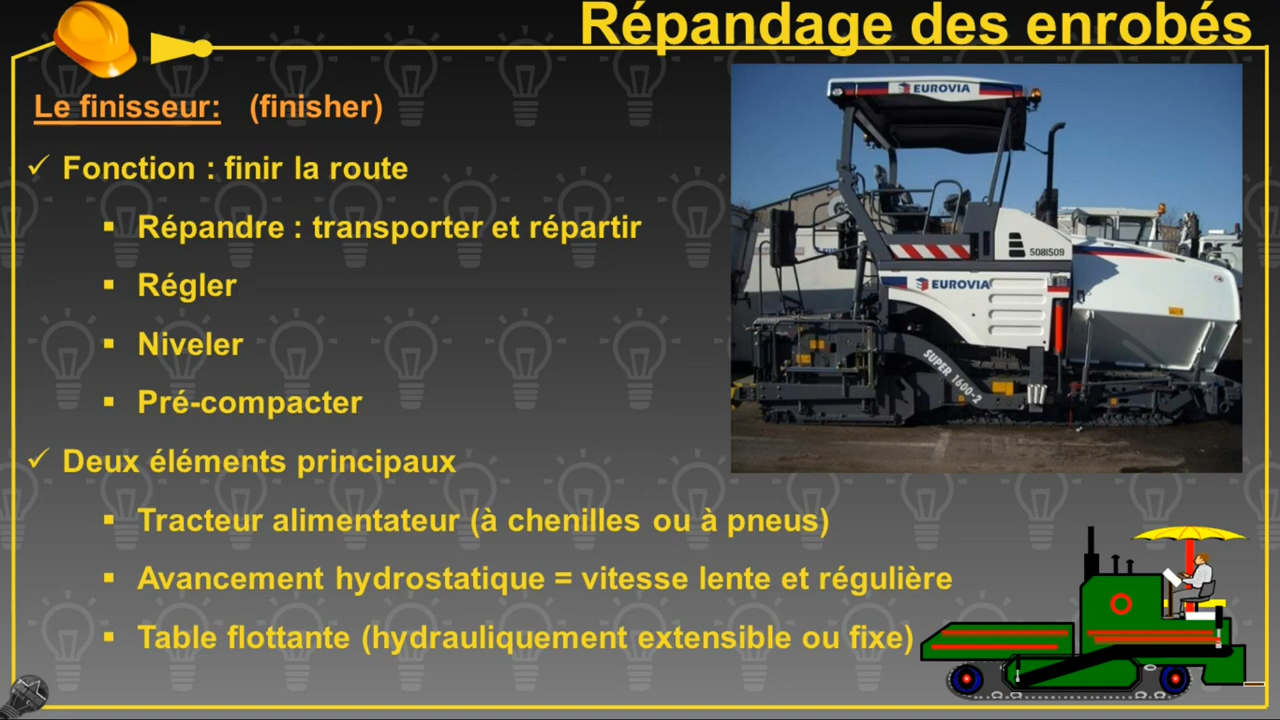 Répandage des enrobés
Le finisseur: (finisher)
✓ Fonction : finir la route
▪ Répandre : transporter et répartir
▪ Régler
▪ Niveler
▪ Pré-compacter
✓ Deux éléments principaux
▪ Tracteur alimentateur (à chenilles ou à pneus)
▪ Avancement hydrostatique = vitesse lente et régulière
▪ Table flottante (hydrauliquement extensible ou fixe)
EUROVIA
5081509
EUROVIA
SUPER 1600-2